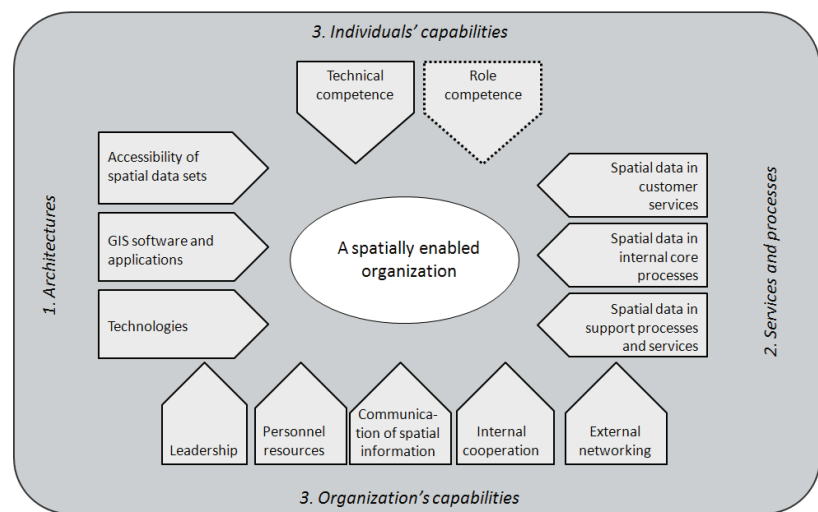 3. Individuals' capabilities
Technical
competence
Role
competence
1. Architectures
Accessibility of
spatial data sets
GIS software and
applications
Technologies
A spatially enabled
organization
Spatial data in
customer
services
Spatial data in
internal core
processes
Spatial data in
support processes
and services
2. Services and processes
Leadership
Personnel
resources
Communica-
tion of spatial
information
Internal
cooperation
External
networking
3. Organization's capabilities